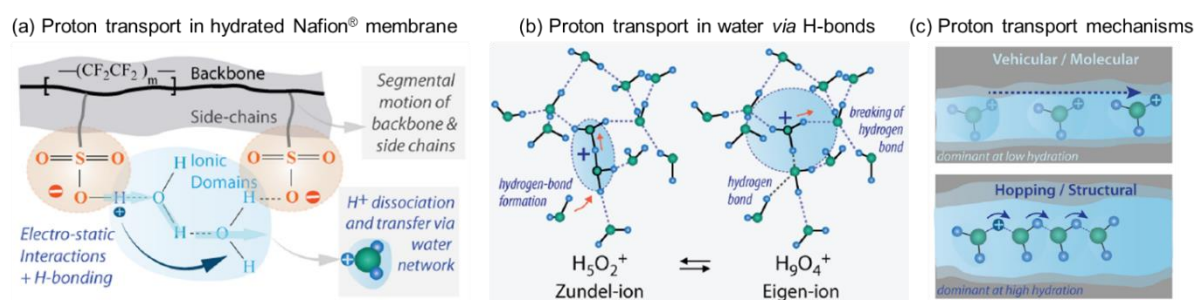 (a) Proton transport in hydrated Nafion® membrane
—(CF₂CF₂)ₘ— Backbone
Side-chains
Segmental
motion of
backbone &
side chains
O=S=O
O
H
Ionic
Domains
H
O=S=O
O
H
O
H
O
H
Electro-static
Interactions
+ H-bonding
H⁺ dissociation
and transfer via
water
network
(b) Proton transport in water via H-bonds
+
hydrogen-bond
formation
H₅O₂⁺
Zundel-ion
+
breaking of
hydrogen
bond
hydrogen
bond
H₉O₄⁺
Eigen-ion
(c) Proton transport mechanisms
Vehicular / Molecular
dominant at low hydration
Hopping / Structural
dominant at high hydration